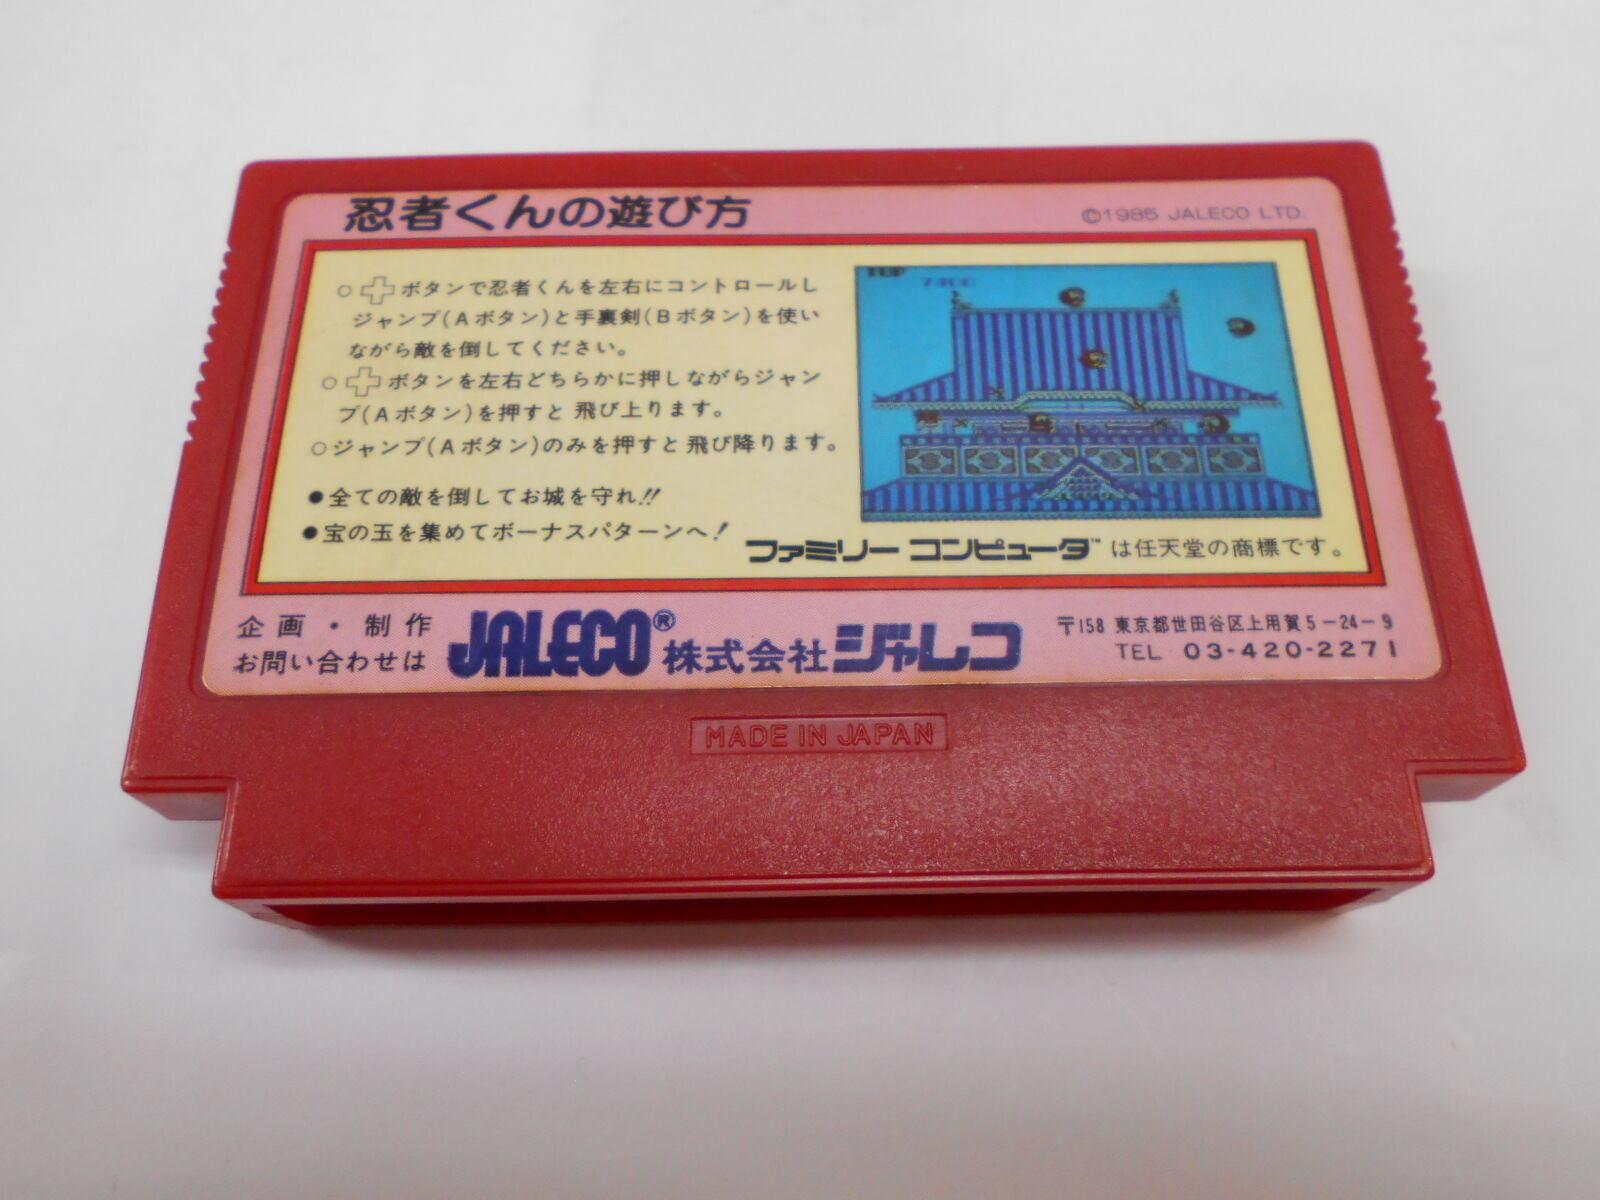 忍者くんの遊び方
©1985 JALECO LTD.
○ ボタンで忍者くんを左右にコントロールし
ジャンプ(Aボタン)と手裏剣(Bボタン)を使い
ながら敵を倒してください。
○ ボタンを左右どちらかに押しながらジャン
プ(Aボタン)を押すと 飛び上ります。
○ジャンプ(Aボタン)のみを押すと 飛び降ります。
●全ての敵を倒してお城を守れ!!
●宝の玉を集めてボーナスパターンへ!
7400
ファミリー コンピュータ™ は任天堂の商標です。
企画・制作
お問い合わせは
JALECO® 株式会社ジャレコ
〒158 東京都世田谷区上用賀5-24-9
TEL 03-420-2271
MADE IN JAPAN